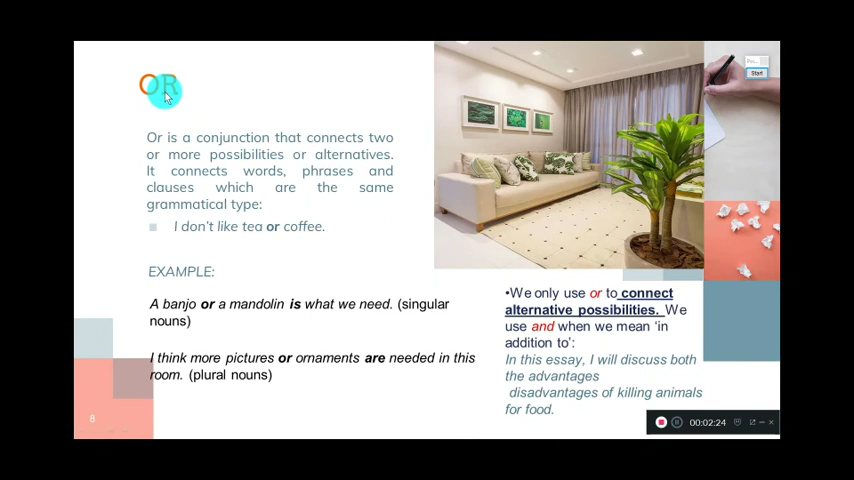 OR
Or is a conjunction that connects two
or more possibilities or alternatives.
It connects words, phrases and
clauses which are the same
grammatical type:
I don't like tea or coffee.
EXAMPLE:
A banjo or a mandolin is what we need. (singular
nouns)
I think more pictures or ornaments are needed in this
room. (plural nouns)
•We only use or to connect
alternative possibilities. We
use and when we mean 'in
addition to':
In this essay, I will discuss both
the advantages
disadvantages of killing animals
for food.
8
Start
00:02:24